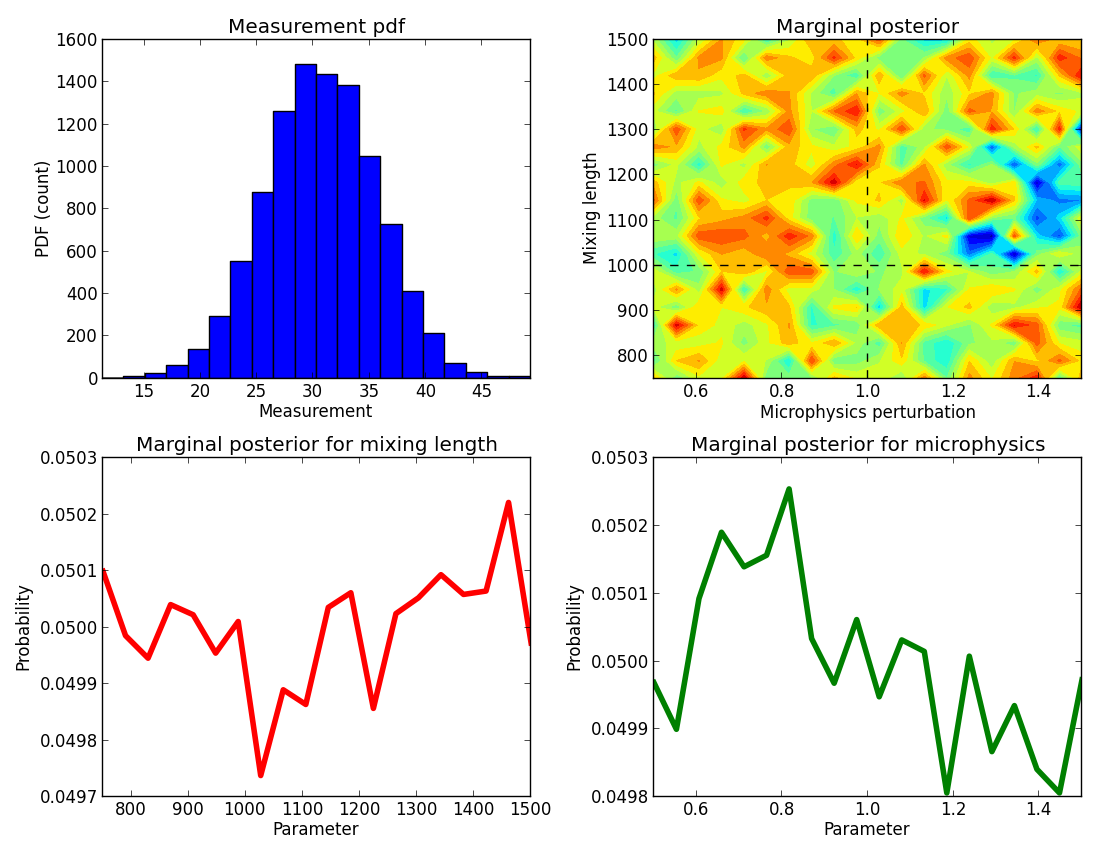 Measurement pdf
PDF (count)
1600
1400
1200
1000
800
600
400
200
0
15 20 25 30 35 40 45
Measurement
Marginal posterior
Mixing length
1500
1400
1300
1200
1100
1000
900
800
0.6 0.8 1.0 1.2 1.4
Microphysics perturbation
Marginal posterior for mixing length
Probability
0.0503
0.0502
0.0501
0.0500
0.0499
0.0498
0.0497
800 900 1000 1100 1200 1300 1400 1500
Parameter
Marginal posterior for microphysics
Probability
0.0503
0.0502
0.0501
0.0500
0.0499
0.0498
0.6 0.8 1.0 1.2 1.4
Parameter